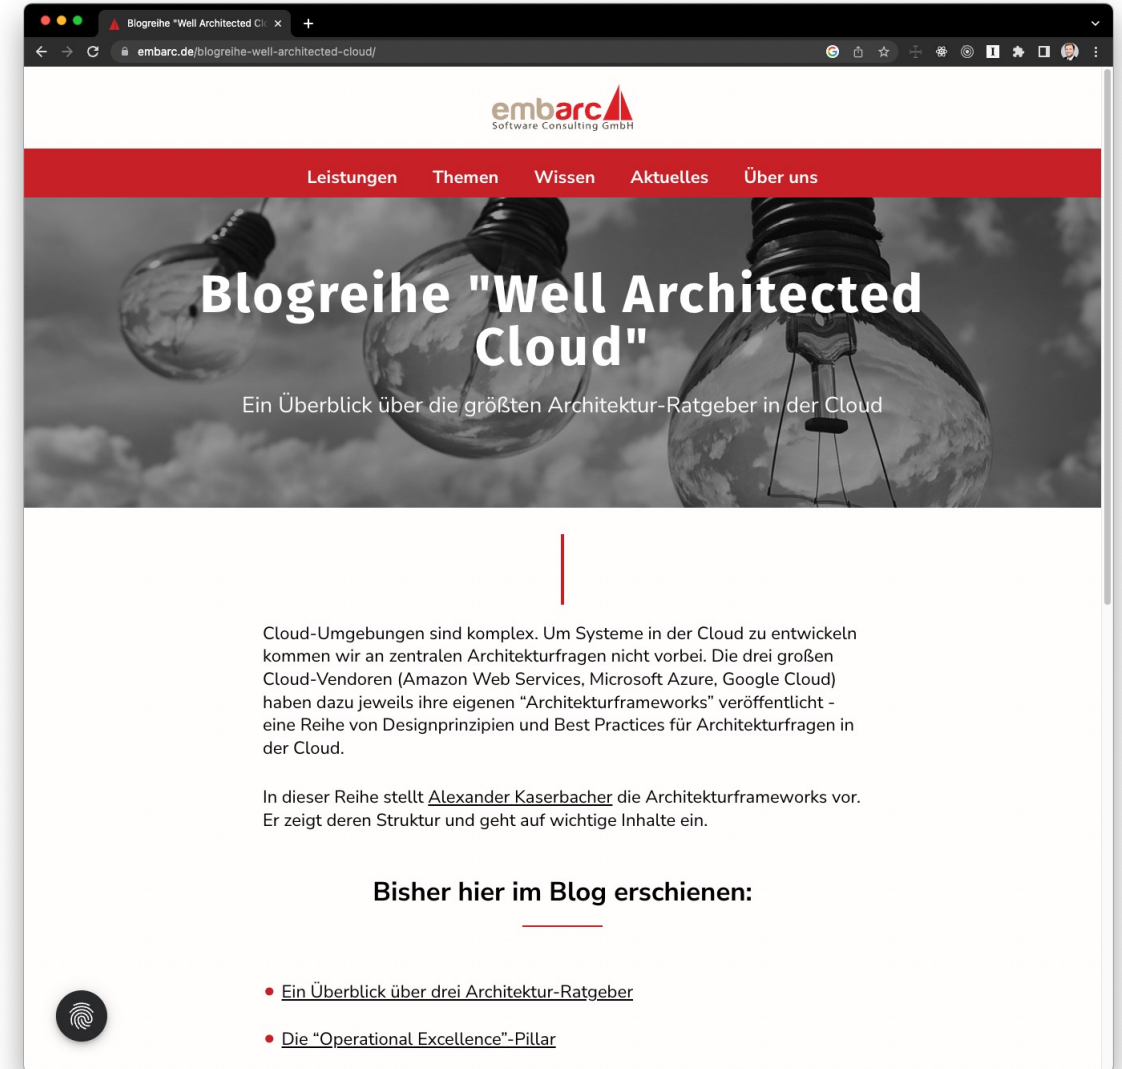 Blogreihe "Well Architected Cl
embarc.de/blogreihe-well-architected-cloud/
embarc
Software Consulting GmbH
Leistungen Themen Wissen Aktuelles Über uns
Blogreihe "Well Architected
Cloud"
Ein Überblick über die größten Architektur-Ratgeber in der Cloud
Cloud-Umgebungen sind komplex. Um Systeme in der Cloud zu entwickeln
kommen wir an zentralen Architekturfragen nicht vorbei. Die drei großen
Cloud-Vendoren (Amazon Web Services, Microsoft Azure, Google Cloud)
haben dazu jeweils ihre eigenen “Architekturframeworks” veröffentlicht -
eine Reihe von Designprinzipien und Best Practices für Architekturfragen in
der Cloud.
In dieser Reihe stellt Alexander Kaserbacher die Architekturframeworks vor.
Er zeigt deren Struktur und geht auf wichtige Inhalte ein.
Bisher hier im Blog erschienen:
Ein Überblick über drei Architektur-Ratgeber
Die “Operational Excellence”-Pillar